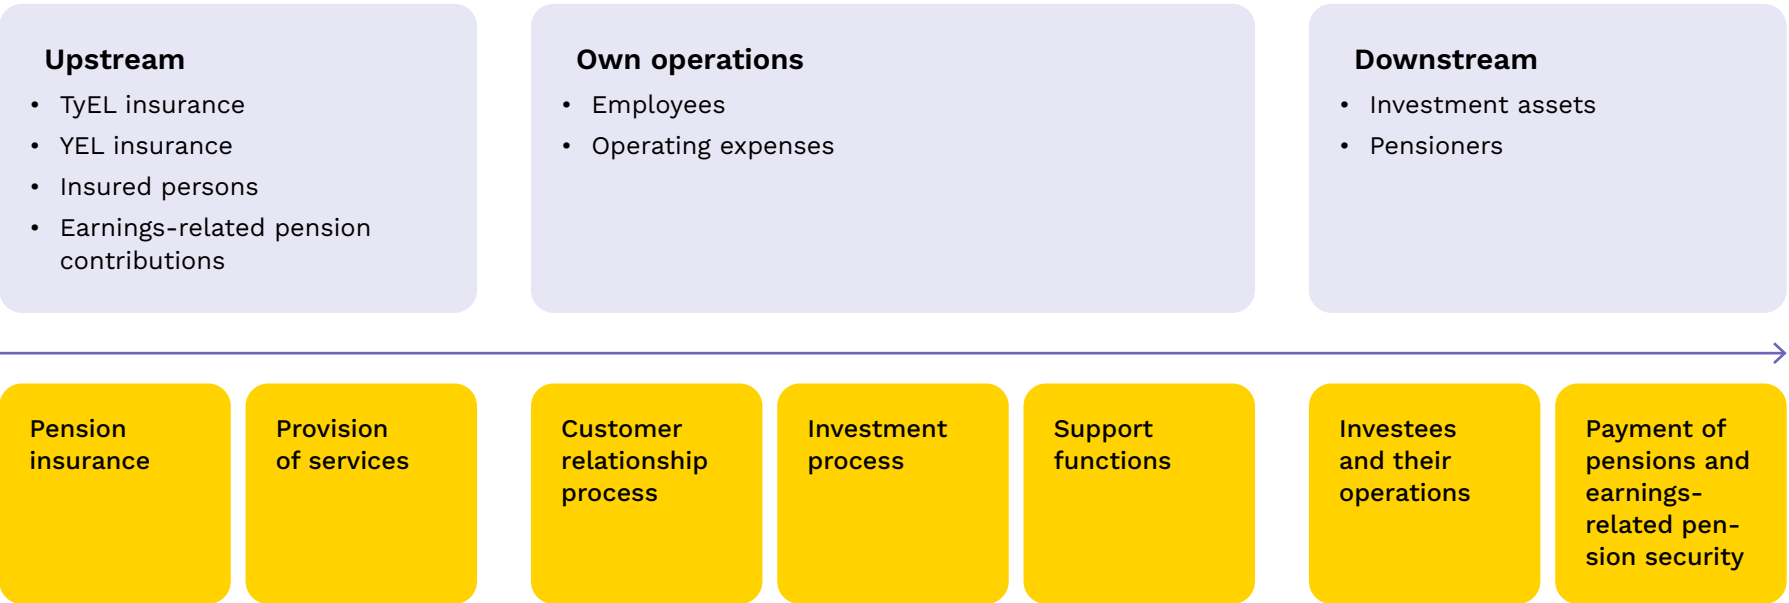 Upstream
• TyEL insurance
• YEL insurance
• Insured persons
• Earnings-related pension
contributions
Own operations
• Employees
• Operating expenses
Downstream
• Investment assets
• Pensioners
Pension
insurance
Provision
of services
Customer
relationship
process
Investment
process
Support
functions
Investees
and their
operations
Payment of
pensions and
earnings-
related pen-
sion security